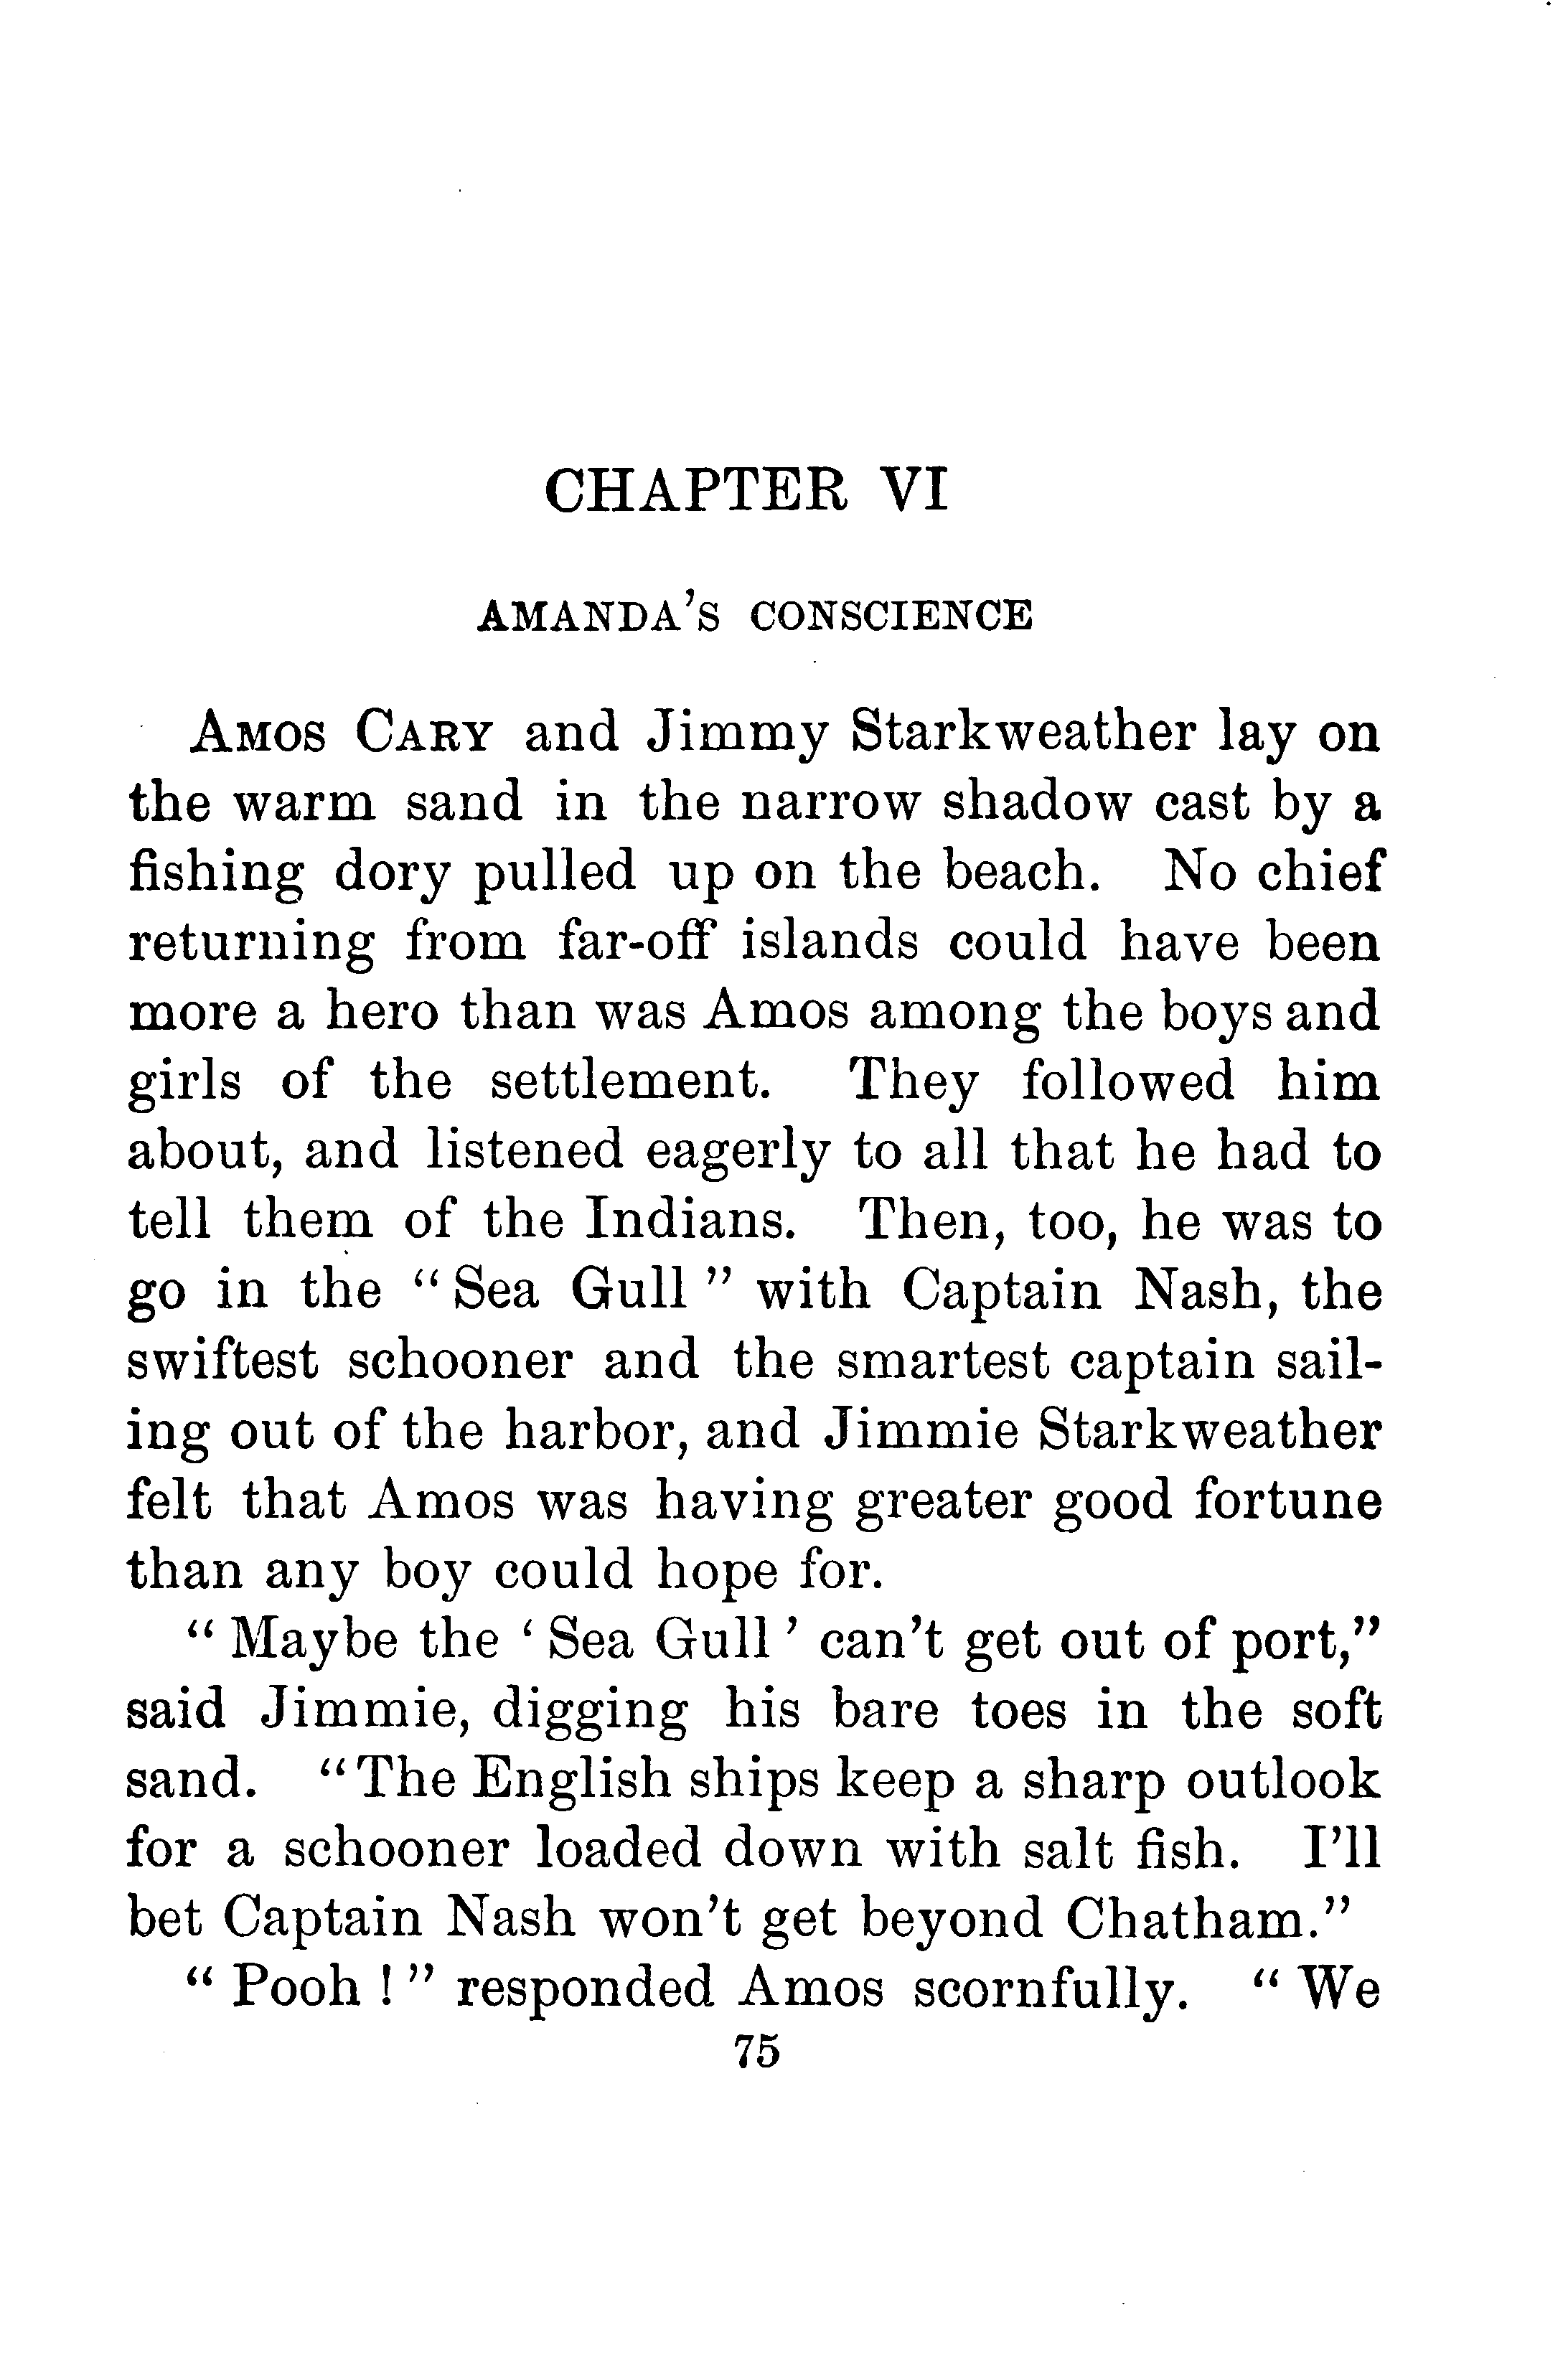 CHAPTER VI
AMANDA'S CONSCIENCE
AMOS CARY and Jimmy Starkweather lay on
the warm sand in the narrow shadow cast by a
fishing dory pulled up on the beach. No chief
returning from far-off islands could have been
more a hero than was Amos among the boys and
girls of the settlement. They followed him
about, and listened eagerly to all that he had to
tell them of the Indians. Then, too, he was to
go in the “Sea Gull” with Captain Nash, the
swiftest schooner and the smartest captain sail-
ing out of the harbor, and Jimmie Starkweather
felt that Amos was having greater good fortune
than any boy could hope for.
“Maybe the ‘Sea Gull’ can't get out of port,”
said Jimmie, digging his bare toes in the soft
sand. “The English ships keep a sharp outlook
for a schooner loaded down with salt fish. I'll
bet Captain Nash won't get beyond Chatham.”
“Pooh!” responded Amos scornfully. “We
75